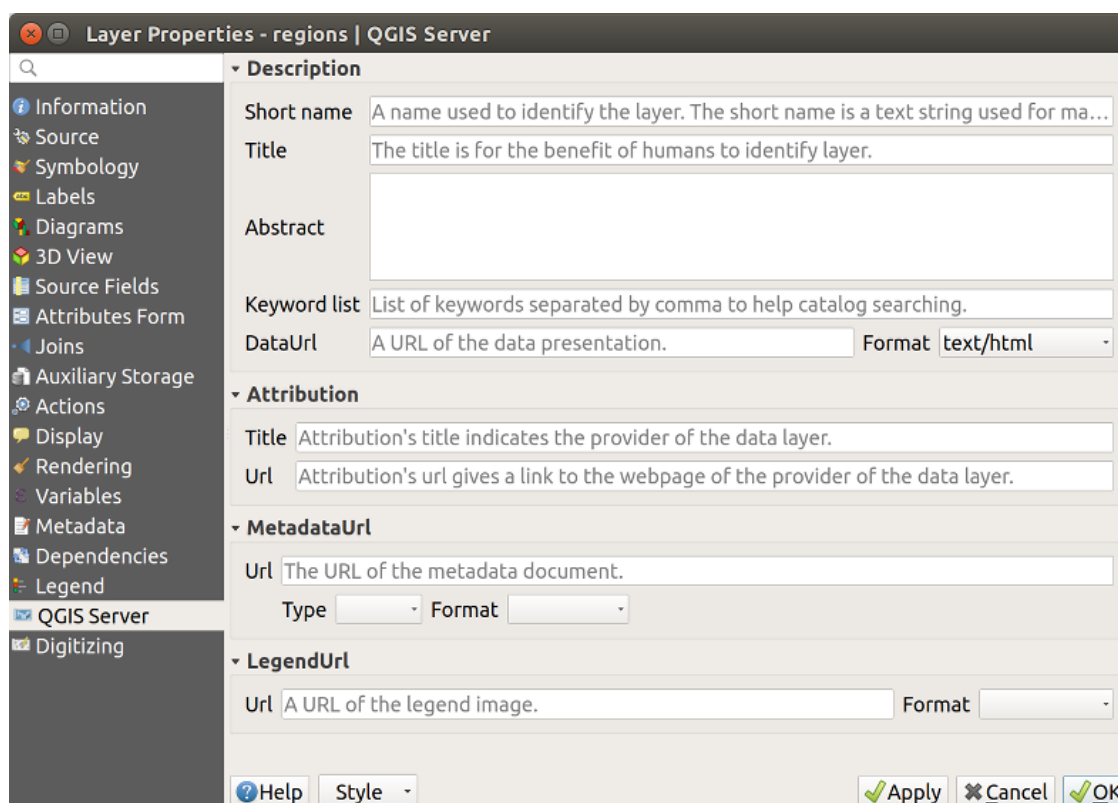 Layer Properties - regions | QGIS Server
Information
Source
Symbology
Labels
Diagrams
3D View
Source Fields
Attributes Form
Joins
Auxiliary Storage
Actions
Display
Rendering
Variables
Metadata
Dependencies
Legend
QGIS Server
Digitizing
Description
Short name A name used to identify the layer. The short name is a text string used for ma...
Title The title is for the benefit of humans to identify layer.
Abstract
Keyword list List of keywords separated by comma to help catalog searching.
DataUrl A URL of the data presentation. Format text/html
Attribution
Title Attribution's title indicates the provider of the data layer.
Url Attribution's url gives a link to the webpage of the provider of the data layer.
MetadataUrl
Url The URL of the metadata document.
Type Format
LegendUrl
Url A URL of the legend image. Format
Help Style Apply Cancel OK